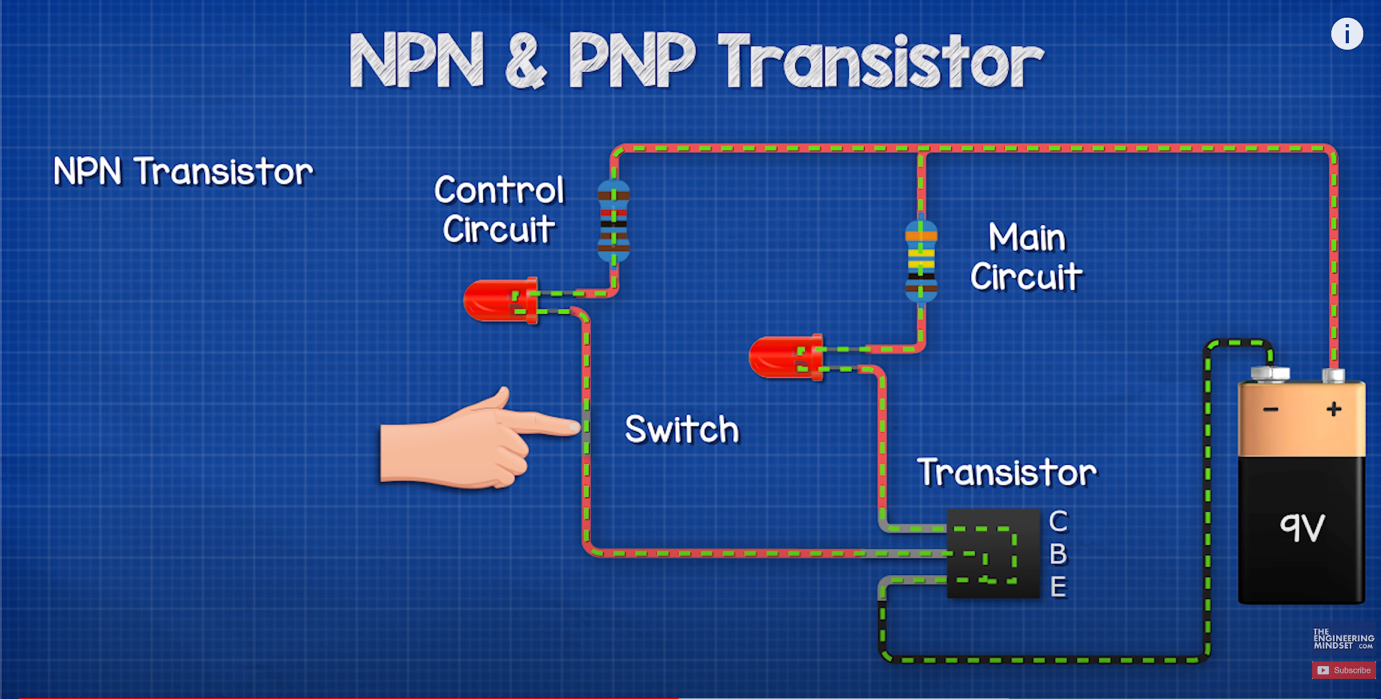 NPN & PNP Transistor
i
NPN Transistor
Control
Circuit
Main
Circuit
Switch
Transistor
C
B
E
- +
9V
THE
ENGINEERING
MINDSET .COM
Subscribe